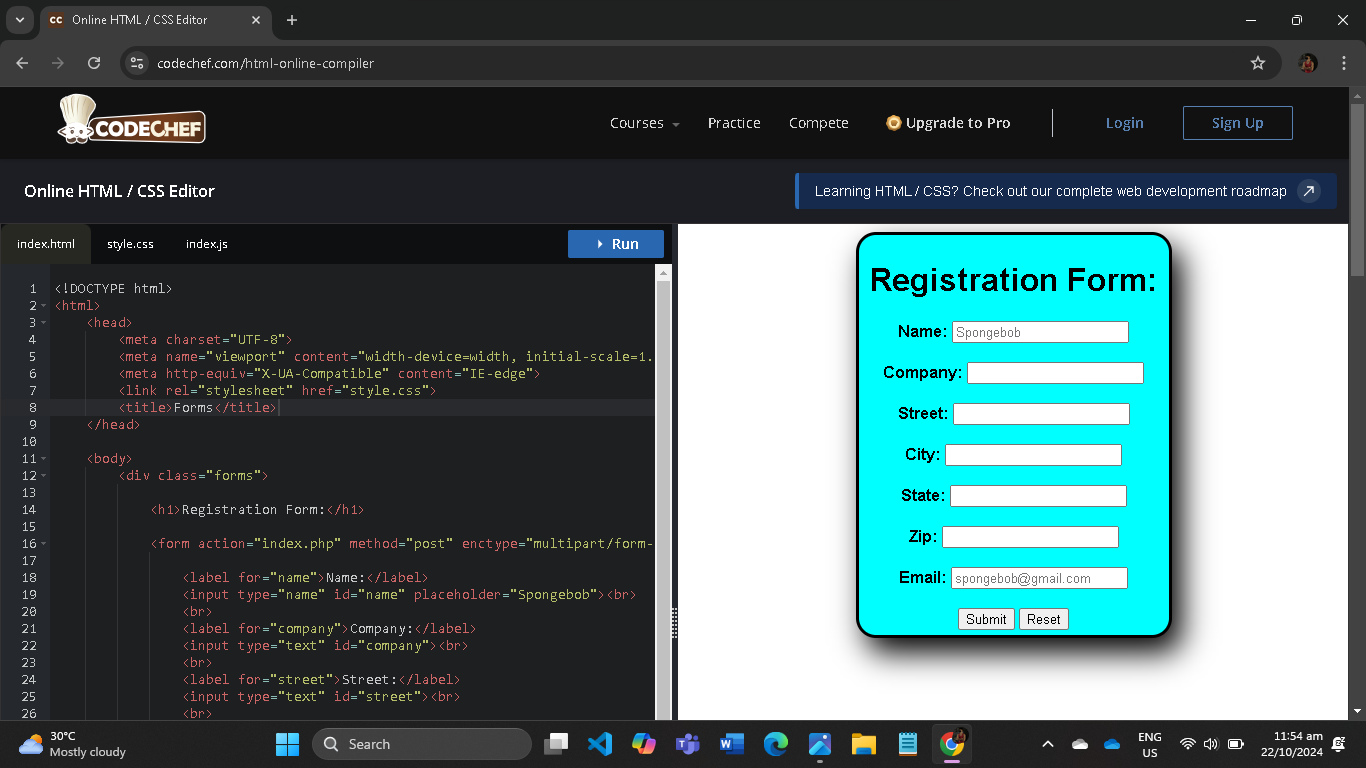 CC Online HTML / CSS Editor
codechef.com/html-online-compiler
CODECHEF
Courses Practice Compete Upgrade to Pro Login Sign Up
Online HTML / CSS Editor
Learning HTML / CSS? Check out our complete web development roadmap
index.html style.css index.js Run
1 <!DOCTYPE html>
2 <html>
3 <head>
4 <meta charset="UTF-8">
5 <meta name="viewport" content="width-device=width, initial-scale=1.
6 <meta http-equiv="X-UA-Compatible" content="IE-edge">
7 <link rel="stylesheet" href="style.css">
8 <title>Forms</title>
9 </head>
10
11 <body>
12 <div class="forms">
13
14 <h1>Registration Form:</h1>
15
16 <form action="index.php" method="post" enctype="multipart/form-
17
18 <label for="name">Name:</label>
19 <input type="name" id="name" placeholder="Spongebob"><br>
20 <br>
21 <label for="company">Company:</label>
22 <input type="text" id="company"><br>
23 <br>
24 <label for="street">Street:</label>
25 <input type="text" id="street"><br>
26 <br>
Registration Form:
Name: Spongebob
Company:
Street:
City:
State:
Zip:
Email: spongebob@gmail.com
Submit Reset
30°C
Mostly cloudy
Search
ENG
US
11:54 am
22/10/2024